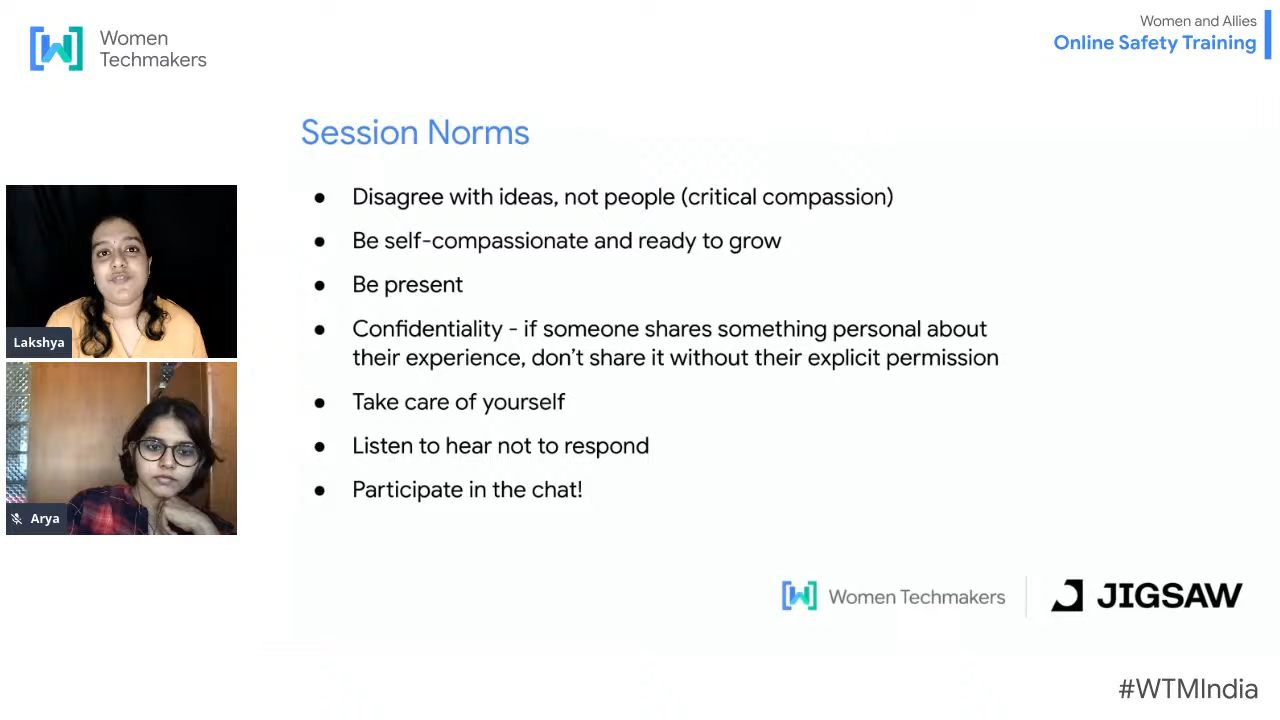 Women
Techmakers
Women and Allies
Online Safety Training
Session Norms
● Disagree with ideas, not people (critical compassion)
● Be self-compassionate and ready to grow
● Be present
● Confidentiality - if someone shares something personal about
their experience, don’t share it without their explicit permission
● Take care of yourself
● Listen to hear not to respond
● Participate in the chat!
Lakshya
Arya
Women Techmakers
JIGSAW
#WTMIndia